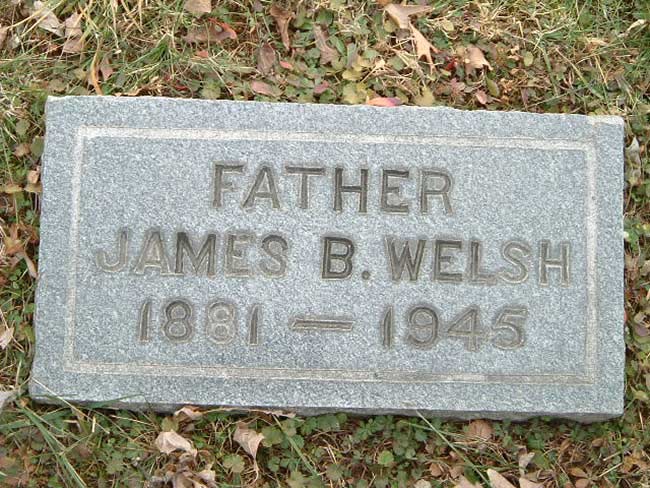 FATHER
JAMES B. WELSH
1881 — 1945